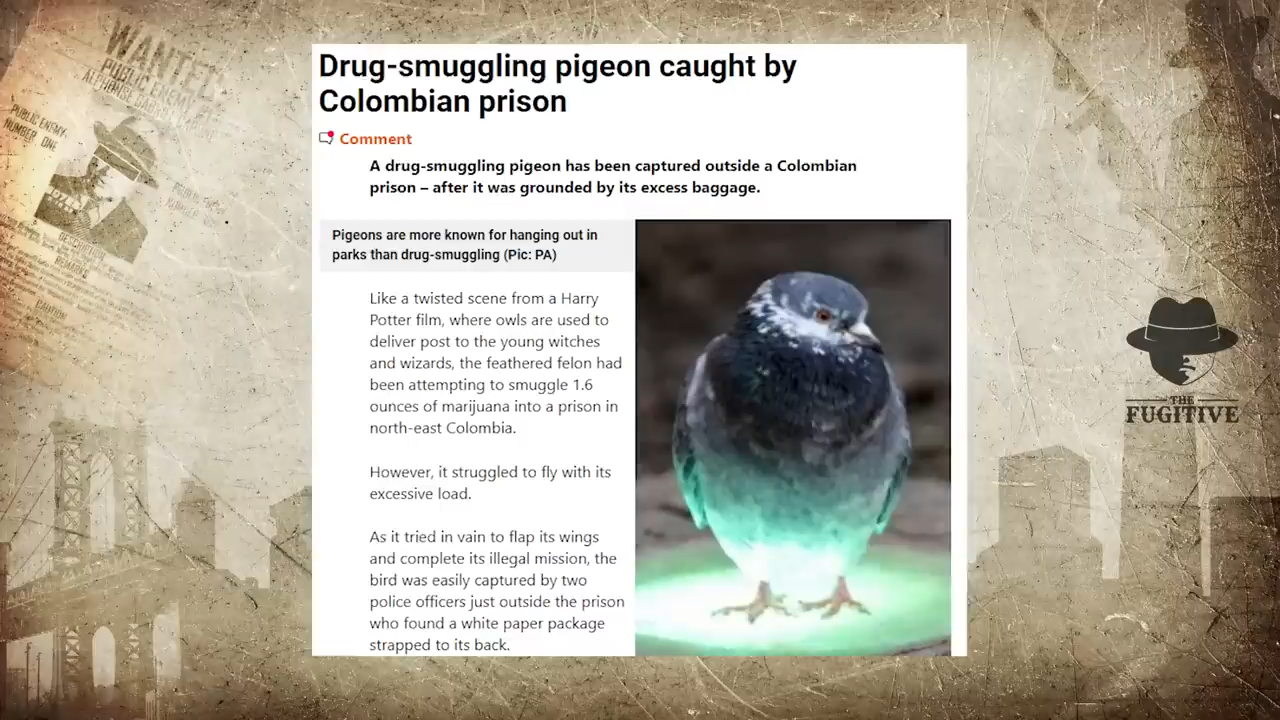 Drug-smuggling pigeon caught by
Colombian prison
Comment
A drug-smuggling pigeon has been captured outside a Colombian
prison – after it was grounded by its excess baggage.
Pigeons are more known for hanging out in
parks than drug-smuggling (Pic: PA)
Like a twisted scene from a Harry
Potter film, where owls are used to
deliver post to the young witches
and wizards, the feathered felon had
been attempting to smuggle 1.6
ounces of marijuana into a prison in
north-east Colombia.
However, it struggled to fly with its
excessive load.
As it tried in vain to flap its wings
and complete its illegal mission, the
bird was easily captured by two
police officers just outside the prison
who found a white paper package
strapped to its back.
WANTED
PUBLIC ENEMY
PUBLIC ENEMY
NUMBER ONE
THE
FUGITIVE